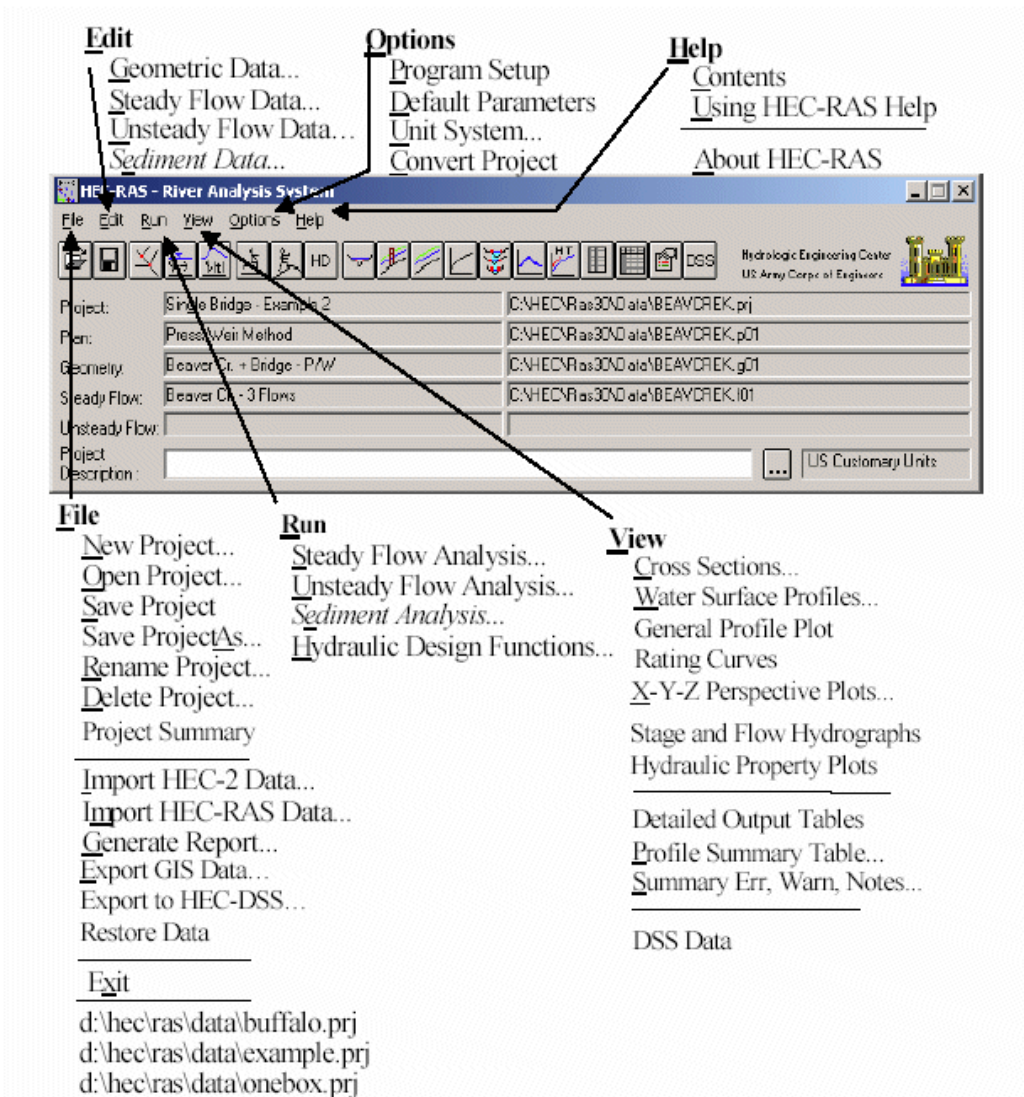 Edit
Geometric Data...
Steady Flow Data...
Unsteady Flow Data...
Sediment Data...
Options
Program Setup
Default Parameters
Unit System...
Convert Project
Help
Contents
Using HEC-RAS Help
About HEC-RAS
HEC-RAS - River Analysis System
File Edit Run View Options Help
HD
HT
DSS
Hydrologic Engineering Center
US Army Corps of Engineers
Project: Single Bridge - Example 2 C:\HEC\Ras30\Data\BEAVCREK.prj
Plan: Press/Weir Method C:\HEC\Ras30\Data\BEAVCREK.p01
Geometry: Beaver Cr. + Bridge - P/W C:\HEC\Ras30\Data\BEAVCREK.g01
Steady Flow: Beaver Cr. - 3 Flows C:\HEC\Ras30\Data\BEAVCREK.f01
Unsteady Flow:
Project
Description : ... US Customary Units
File
New Project...
Open Project...
Save Project
Save ProjectAs...
Rename Project...
Delete Project...
Project Summary
Import HEC-2 Data...
Import HEC-RAS Data...
Generate Report...
Export GIS Data...
Export to HEC-DSS...
Restore Data
Exit
d:\hec\ras\data\buffalo.prj
d:\hec\ras\data\example.prj
d:\hec\ras\data\onebox.prj
Run
Steady Flow Analysis...
Unsteady Flow Analysis...
Sediment Analysis...
Hydraulic Design Functions...
View
Cross Sections...
Water Surface Profiles...
General Profile Plot
Rating Curves
X-Y-Z Perspective Plots...
Stage and Flow Hydrographs
Hydraulic Property Plots
Detailed Output Tables
Profile Summary Table...
Summary Err, Warn, Notes...
DSS Data